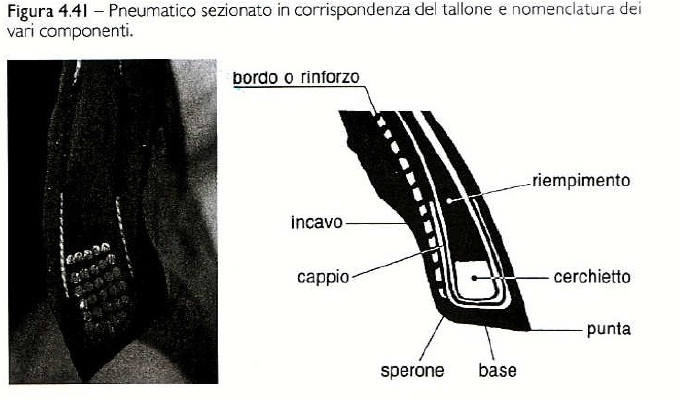 Figura 4.41 – Pneumatico sezionato in corrispondenza del tallone e nomenclatura dei
vari componenti.
bordo o rinforzo
riempimento
incavo
cappio
cerchietto
punta
sperone
base